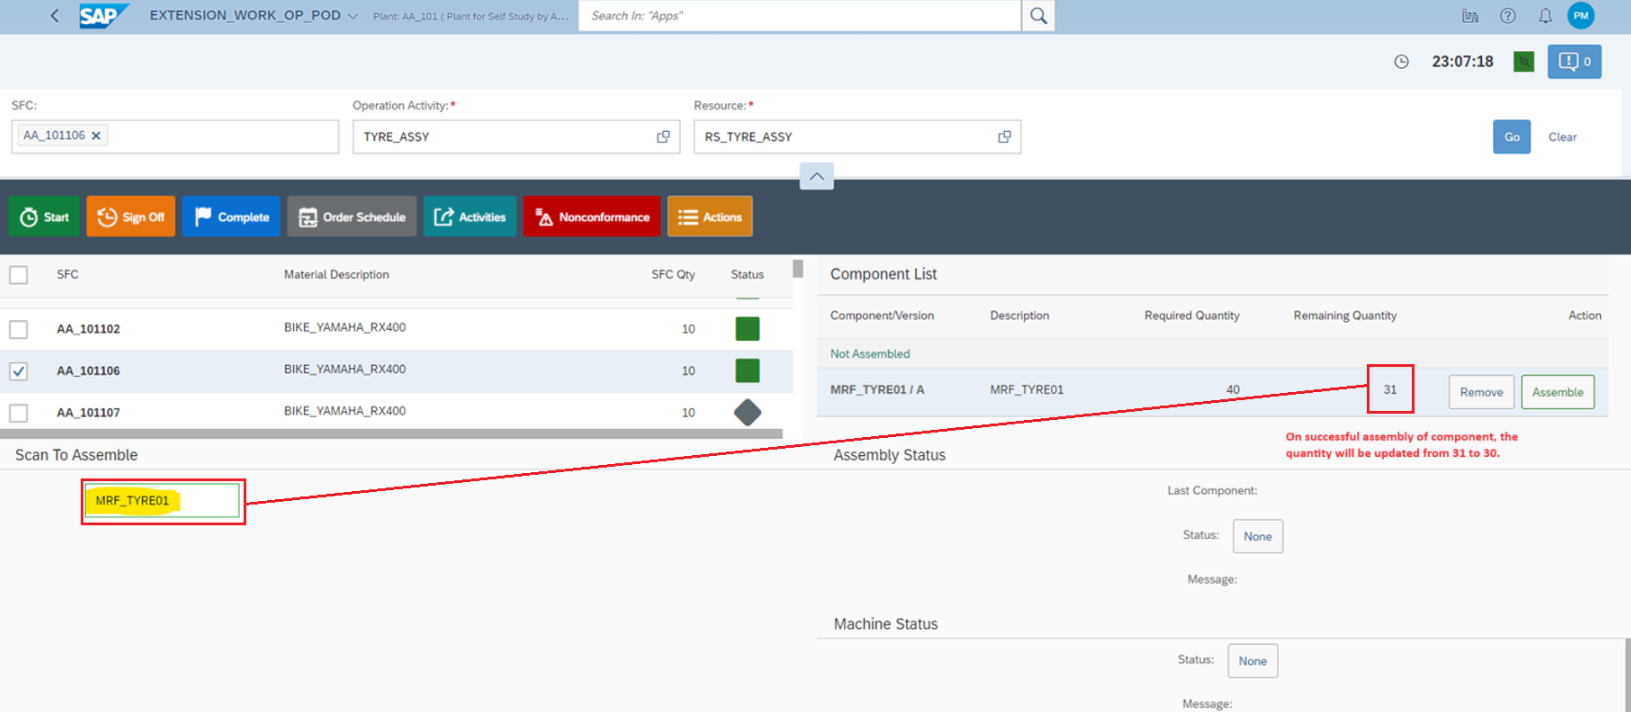 SAP EXTENSION_WORK_OP_POD Plant: AA_101 ( Plant for Self Study by A... Search In: "Apps" PM
23:07:18 0
SFC: Operation Activity:* Resource:*
AA_101106 TYRE_ASSY RS_TYRE_ASSY Go Clear
Start Sign Off Complete Order Schedule Activities Nonconformance Actions
SFC Material Description SFC Qty Status
AA_101102 BIKE_YAMAHA_RX400 10
AA_101106 BIKE_YAMAHA_RX400 10
AA_101107 BIKE_YAMAHA_RX400 10
Scan To Assemble
MRF_TYRE01
Component List
Component/Version Description Required Quantity Remaining Quantity Action
Not Assembled
MRF_TYRE01 / A MRF_TYRE01 40 31 Remove Assemble
On successful assembly of component, the
quantity will be updated from 31 to 30.
Assembly Status
Last Component:
Status: None
Message:
Machine Status
Status: None
Message: